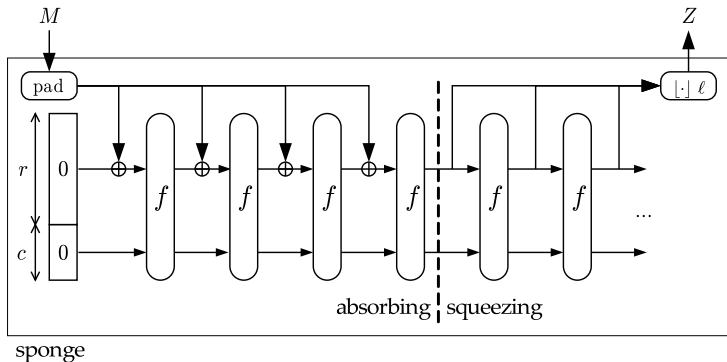 M Z
pad ⌊·⌋ ℓ
r 0
f f f f f f
c 0
...
absorbing squeezing
sponge